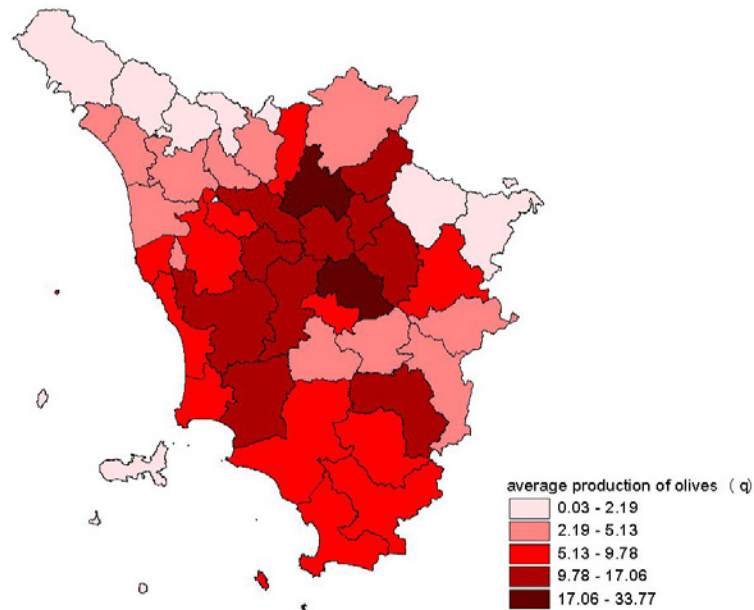 average production of olives ( q)
0.03 - 2.19
2.19 - 5.13
5.13 - 9.78
9.78 - 17.06
17.06 - 33.77